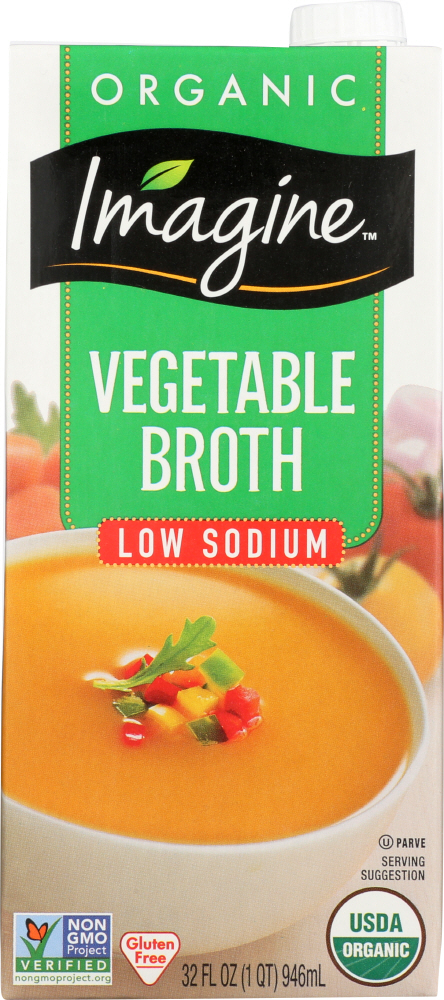 ORGANIC
Imagine™
VEGETABLE
BROTH
LOW SODIUM
Ⓤ PARVE
SERVING
SUGGESTION
NON
GMO
Project
VERIFIED
nongmoproject.org
Gluten
Free
32 FL OZ (1 QT) 946mL
USDA
ORGANIC